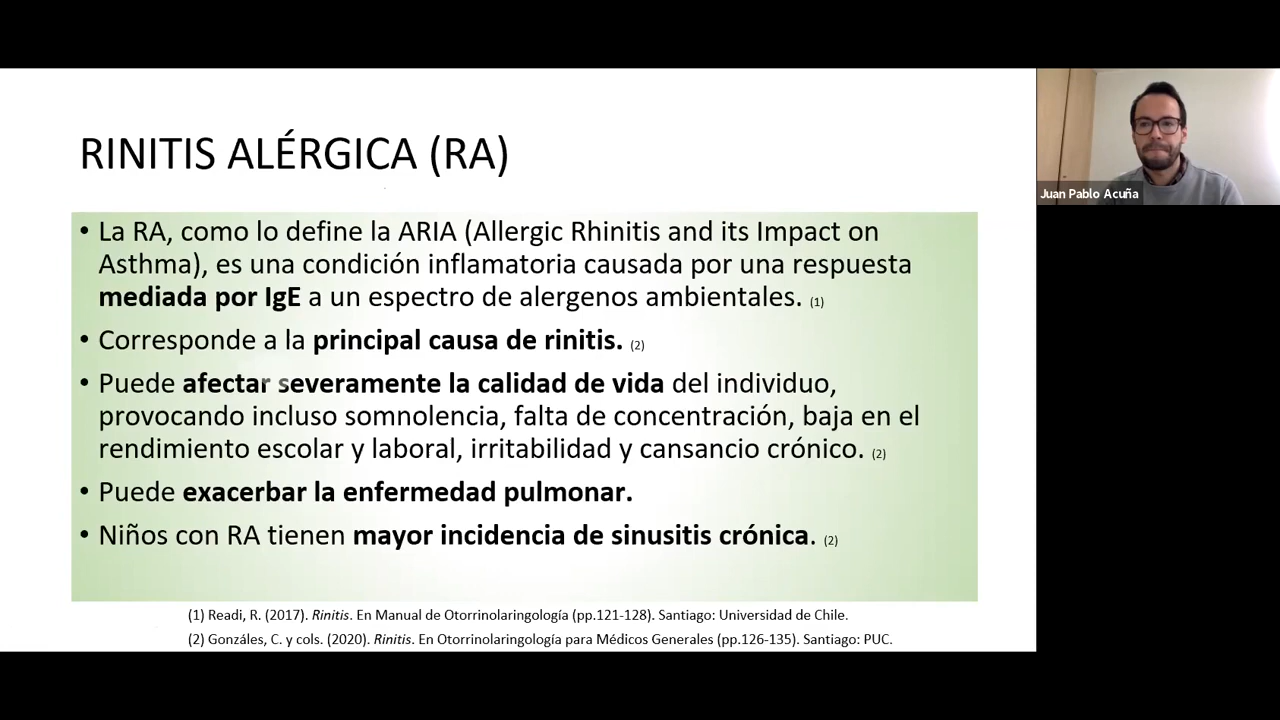 RINITIS ALÉRGICA (RA)
• La RA, como lo define la ARIA (Allergic Rhinitis and its Impact on
Asthma), es una condición inflamatoria causada por una respuesta
mediada por IgE a un espectro de alergenos ambientales. (1)
• Corresponde a la principal causa de rinitis. (2)
• Puede afectar severamente la calidad de vida del individuo,
provocando incluso somnolencia, falta de concentración, baja en el
rendimiento escolar y laboral, irritabilidad y cansancio crónico. (2)
• Puede exacerbar la enfermedad pulmonar.
• Niños con RA tienen mayor incidencia de sinusitis crónica. (2)
(1) Readi, R. (2017). Rinitis. En Manual de Otorrinolaringología (pp.121-128). Santiago: Universidad de Chile.
(2) Gonzáles, C. y cols. (2020). Rinitis. En Otorrinolaringología para Médicos Generales (pp.126-135). Santiago: PUC.
Juan Pablo Acuña